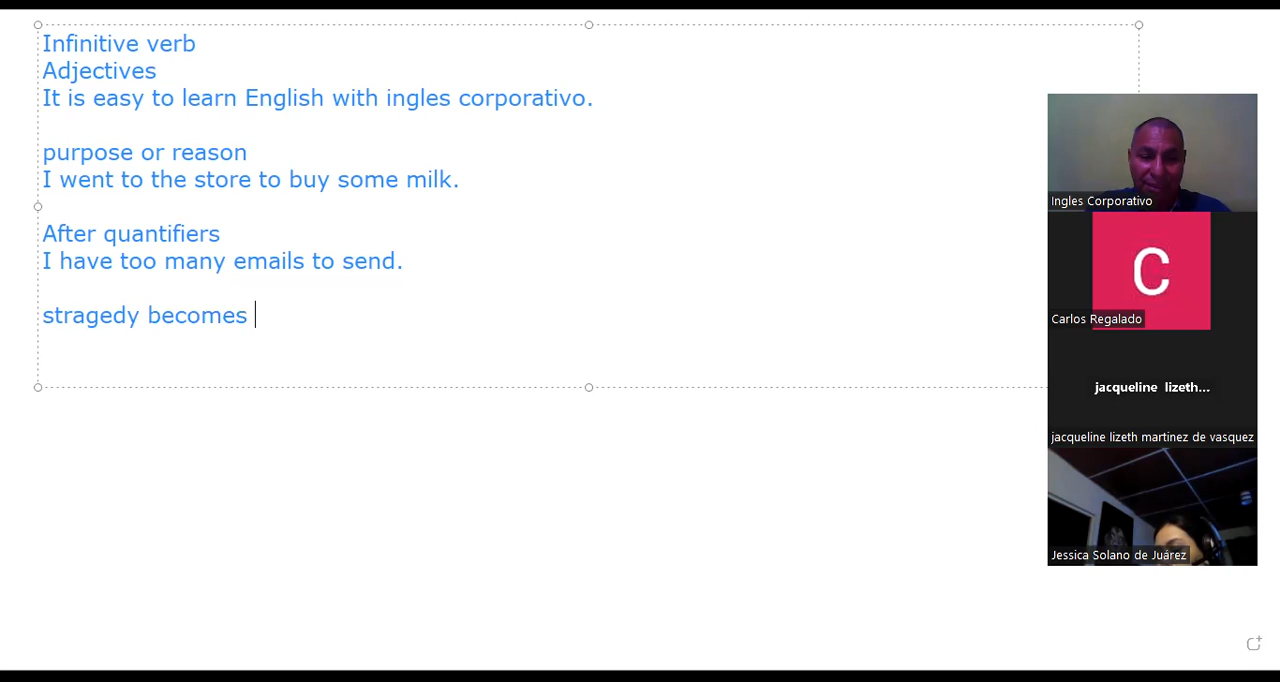 Infinitive verb
Adjectives
It is easy to learn English with ingles corporativo.
purpose or reason
I went to the store to buy some milk.
After quantifiers
I have too many emails to send.
stragedy becomes
Ingles Corporativo
C
Carlos Regalado
jacqueline lizeth...
jacqueline lizeth martinez de vasquez
Jessica Solano de Juárez